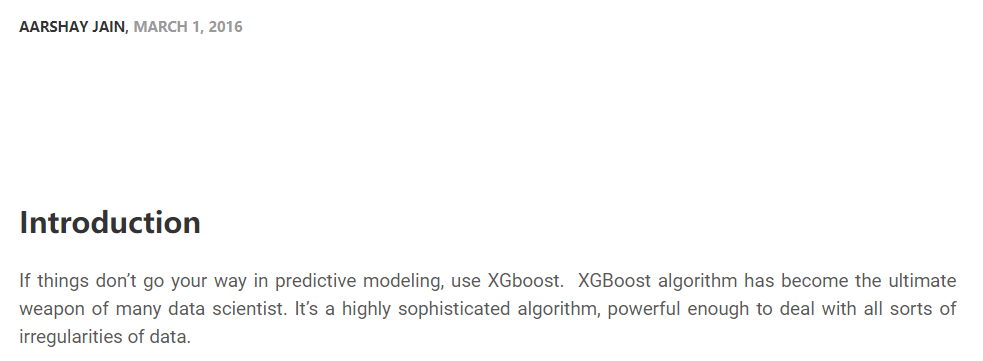 AARSHAY JAIN, MARCH 1, 2016
Introduction
If things don’t go your way in predictive modeling, use XGboost.  XGBoost algorithm has become the ultimate
weapon of many data scientist. It’s a highly sophisticated algorithm, powerful enough to deal with all sorts of
irregularities of data.